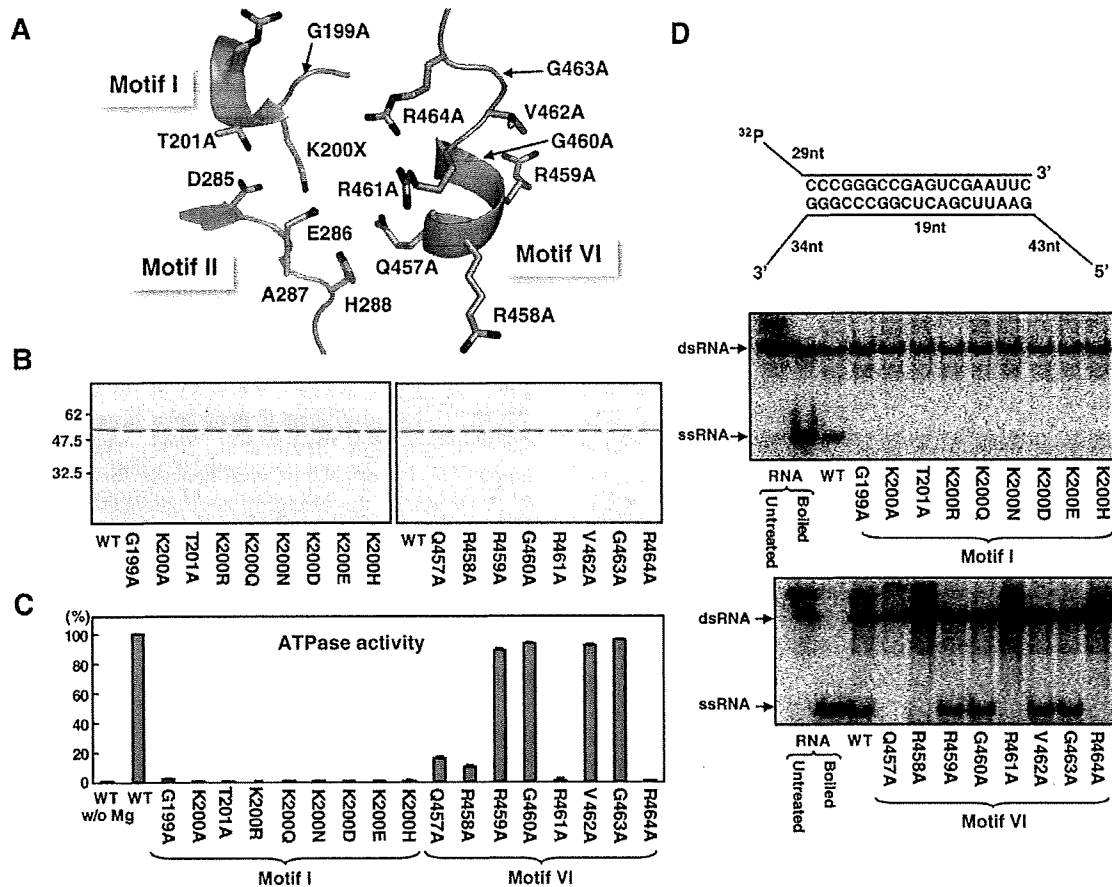 A
G199A
Motif I
G463A
R464A
V462A
T201A
K200X
G460A
D285
R461A
R459A
E286
Motif II
Q457A
Motif VI
A287
H288
R458A
B
62
47.5
32.5
WT
G199A
K200A
T201A
K200R
K200Q
K200N
K200D
K200E
K200H
WT
Q457A
R458A
R459A
G460A
R461A
V462A
G463A
R464A
C
(%)
100
80
60
40
20
0
ATPase activity
WT w/o Mg
WT
G199A
K200A
T201A
K200R
K200Q
K200N
K200D
K200E
K200H
Q457A
R458A
R459A
G460A
R461A
V462A
G463A
R464A
Motif I
Motif VI
D
32P
29nt
3'
CCCGGGCCGAGUCGAAUUC
GGGCCCGGCUCAGCUUAAG
19nt
34nt
43nt
3'
5'
dsRNA
ssRNA
RNA
Untreated
Boiled
WT
G199A
K200A
T201A
K200R
K200Q
K200N
K200D
K200E
K200H
Motif I
dsRNA
ssRNA
RNA
Untreated
Boiled
WT
Q457A
R458A
R459A
G460A
R461A
V462A
G463A
R464A
Motif VI